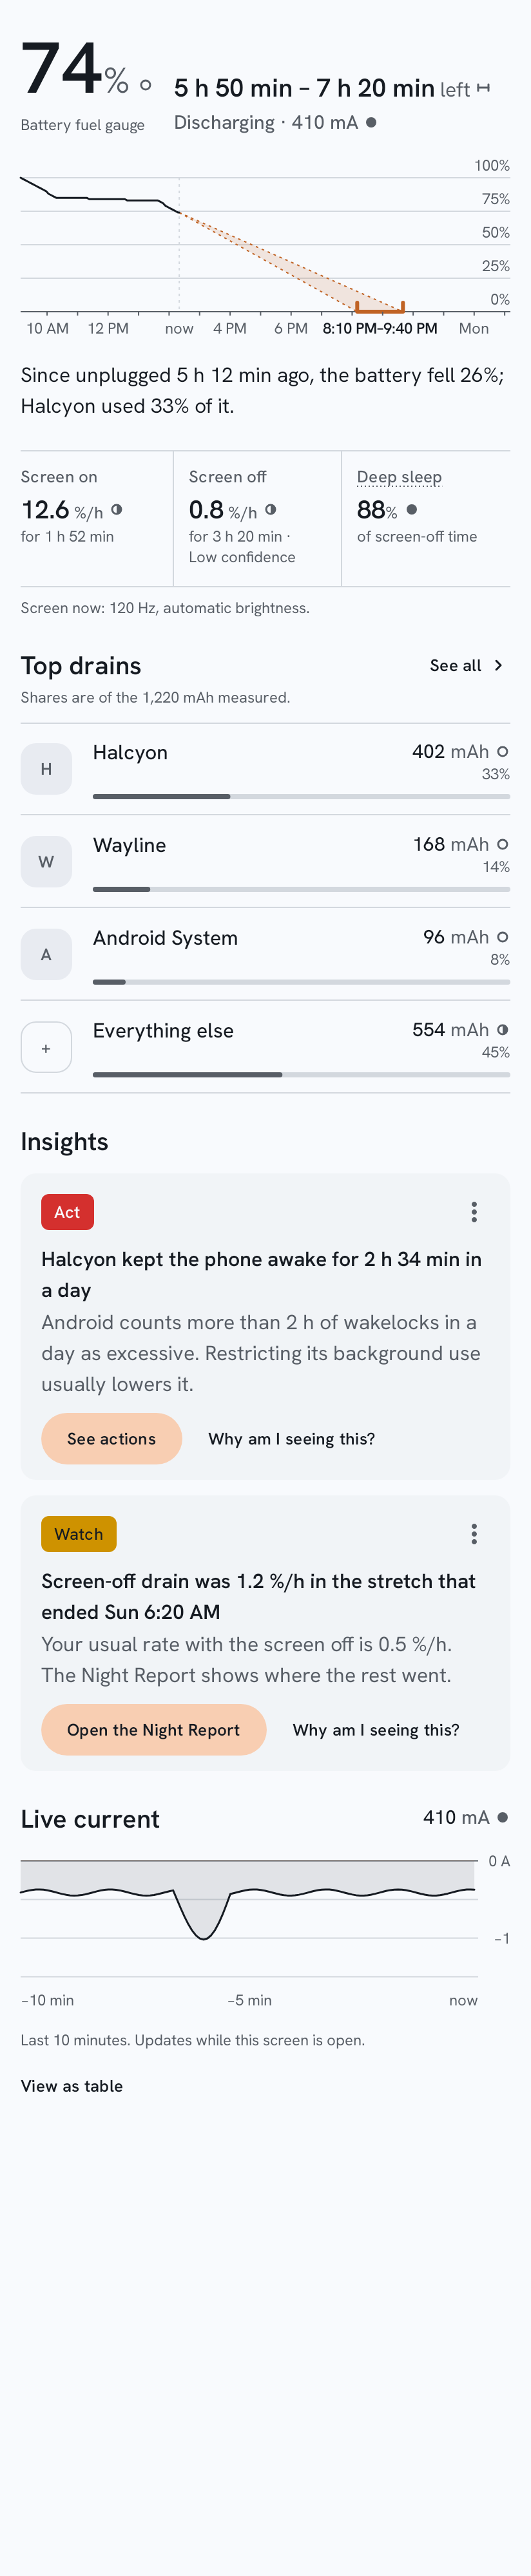 74%
Battery fuel gauge
5 h 50 min – 7 h 20 min left
Discharging · 410 mA
100%
75%
50%
25%
0%
10 AM 12 PM now 4 PM 6 PM 8:10 PM–9:40 PM Mon
Since unplugged 5 h 12 min ago, the battery fell 26%;
Halcyon used 33% of it.
Screen on
12.6 %/h
for 1 h 52 min
Screen off
0.8 %/h
for 3 h 20 min ·
Low confidence
Deep sleep
88%
of screen-off time
Screen now: 120 Hz, automatic brightness.
Top drains
See all
Shares are of the 1,220 mAh measured.
H
Halcyon
402 mAh
33%
W
Wayline
168 mAh
14%
A
Android System
96 mAh
8%
+
Everything else
554 mAh
45%
Insights
Act
Halcyon kept the phone awake for 2 h 34 min in
a day
Android counts more than 2 h of wakelocks in a
day as excessive. Restricting its background use
usually lowers it.
See actions
Why am I seeing this?
Watch
Screen-off drain was 1.2 %/h in the stretch that
ended Sun 6:20 AM
Your usual rate with the screen off is 0.5 %/h.
The Night Report shows where the rest went.
Open the Night Report
Why am I seeing this?
Live current
410 mA
0 A
−1
−10 min −5 min now
Last 10 minutes. Updates while this screen is open.
View as table